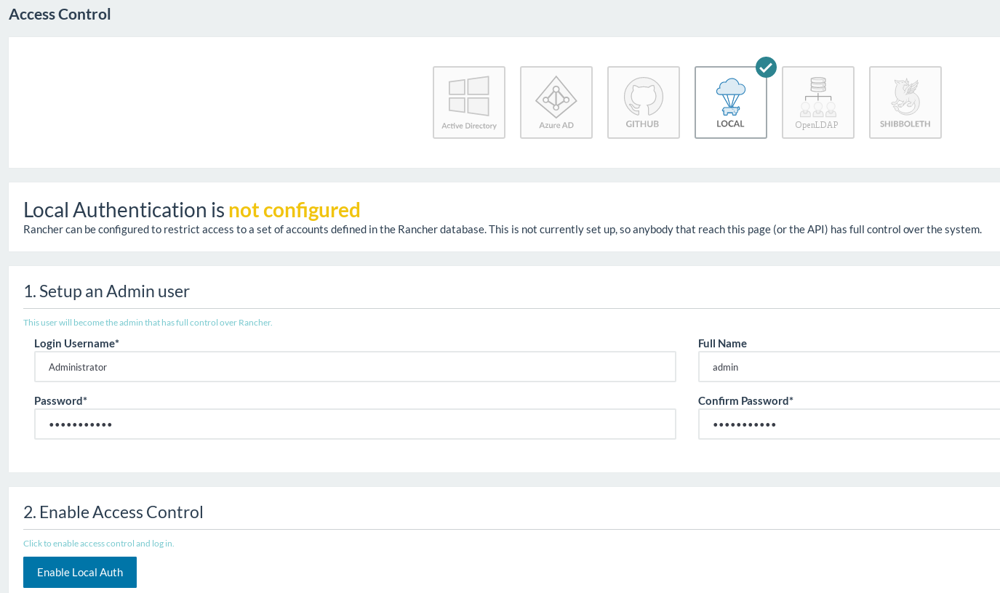 Access Control
Active Directory
Azure AD
GITHUB
LOCAL
OpenLDAP
SHIBBOLETH
Local Authentication is not configured
Rancher can be configured to restrict access to a set of accounts defined in the Rancher database. This is not currently set up, so anybody that reach this page (or the API) has full control over the system.
1. Setup an Admin user
This user will become the admin that has full control over Rancher.
Login Username*
Full Name
Administrator
admin
Password*
Confirm Password*
•••••••••••
•••••••••••
2. Enable Access Control
Click to enable access control and log in.
Enable Local Auth